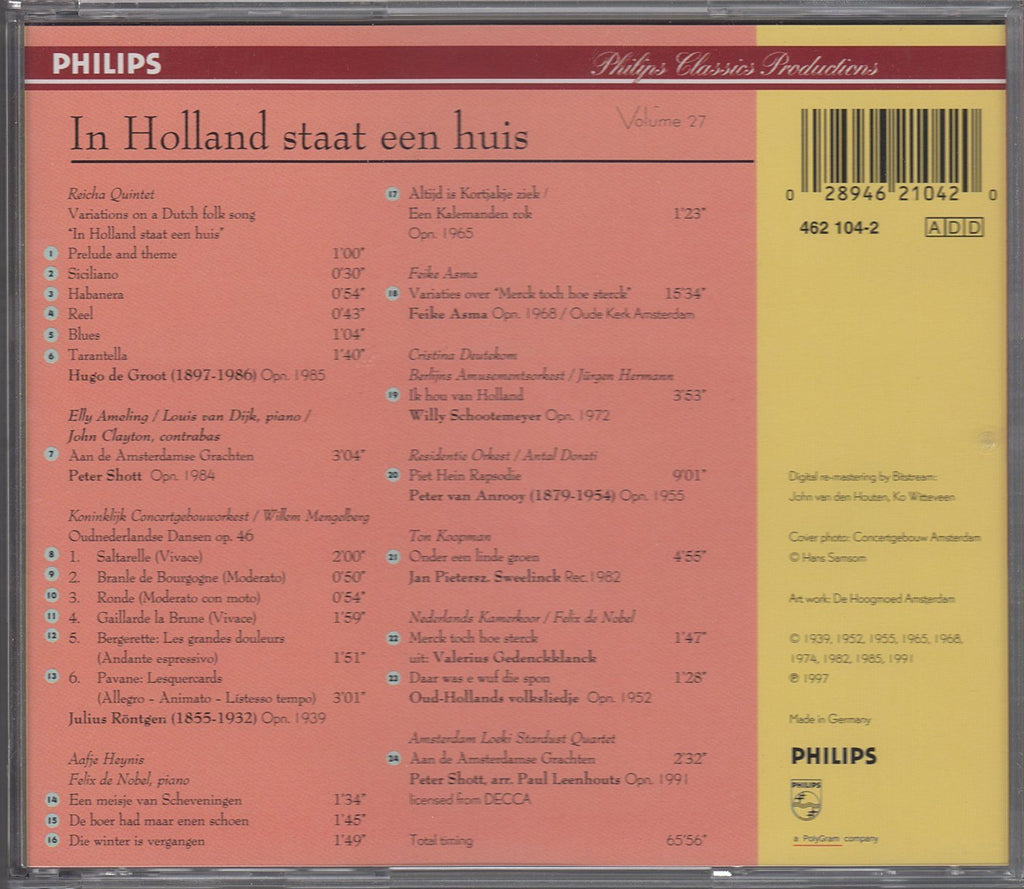 PHILIPS
Philips Classics Productions
In Holland staat een huis
Volume 27
Reicha Quintet
Variations on a Dutch folk song
"In Holland staat een huis"
1 Prelude and theme 1'00"
2 Siciliano 0'30"
3 Habanera 0'54"
4 Reel 0'43"
5 Blues 1'04"
6 Tarantella 1'40"
Hugo de Groot (1897-1986) Opn. 1985
Elly Ameling / Louis van Dijk, piano /
John Clayton, contrabas
7 Aan de Amsterdamse Grachten 3'04"
Peter Shott Opn. 1984
Koninklijk Concertgebouworkest / Willem Mengelberg
Oudnederlandse Dansen op. 46
8 1. Saltarelle (Vivace) 2'00"
9 2. Branle de Bourgogne (Moderato) 0'50"
10 3. Ronde (Moderato con moto) 0'54"
11 4. Gaillarde la Brune (Vivace) 1'59"
12 5. Bergerette: Les grandes douleurs
(Andante espressivo) 1'51"
13 6. Pavane: Lesquercards
(Allegro - Animato - Listesso tempo) 3'01"
Julius Röntgen (1855-1932) Opn. 1939
Aafje Heynis
Felix de Nobel, piano
14 Een meisje van Scheveningen 1'34"
15 De boer had maar enen schoen 1'45"
16 Die winter is vergangen 1'49"
17 Altijd is Kortjakje ziek /
Een Kalemanden rok 1'23"
Opn. 1965
Feike Asma
18 Variaties over "Merck toch hoe sterck" 15'34"
Feike Asma Opn. 1968 / Oude Kerk Amsterdam
Cristina Deutekom
Berlijns Amusementsorkest / Jürgen Hermann
19 Ik hou van Holland 3'53"
Willy Schootemeyer Opn. 1972
Residentie Orkest / Antal Dorati
20 Piet Hein Rapsodie 9'01"
Peter van Anrooy (1879-1954) Opn. 1955
Ton Koopman
21 Onder een linde groen 4'55"
Jan Pietersz. Sweelinck Rec. 1982
Nederlands Kamerkoor / Felix de Nobel
22 Merck toch hoe sterck 1'47"
uit: Valerius Gedenckklanck
23 Daar was e wuf die spon 1'28"
Oud-Hollands volksliedje Opn. 1952
Amsterdam Loeki Stardust Quartet
24 Aan de Amsterdamse Grachten 2'32"
Peter Shott, arr. Paul Leenhouts Opn. 1991
licensed from DECCA
Total timing 65'56"
0 28946 21042 0
462 104-2 ADD
Digital re-mastering by Bitstream:
John van den Houten, Ko Witteveen
Cover photo: Concertgebouw Amsterdam
© Hans Samsom
Art work: De Hoogmoed Amsterdam
© 1939, 1952, 1955, 1965, 1968,
1974, 1982, 1985, 1991
℗ 1997
Made in Germany
PHILIPS
PHILIPS
a PolyGram company